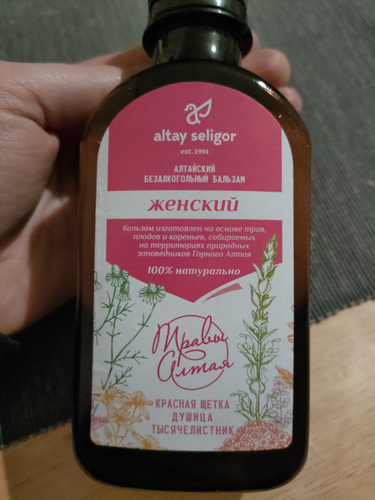 altay seligor
est. 1991
АЛТАЙСКИЙ
БЕЗАЛКОГОЛЬНЫЙ БАЛЬЗАМ
женский
бальзам изготовлен на основе трав,
плодов и кореньев, собираемых
на территориях природных
заповедников Горного Алтая
100% натурально
Травы
Алтая
КРАСНАЯ ЩЕТКА
ДУШИЦА
ТЫСЯЧЕЛИСТНИК